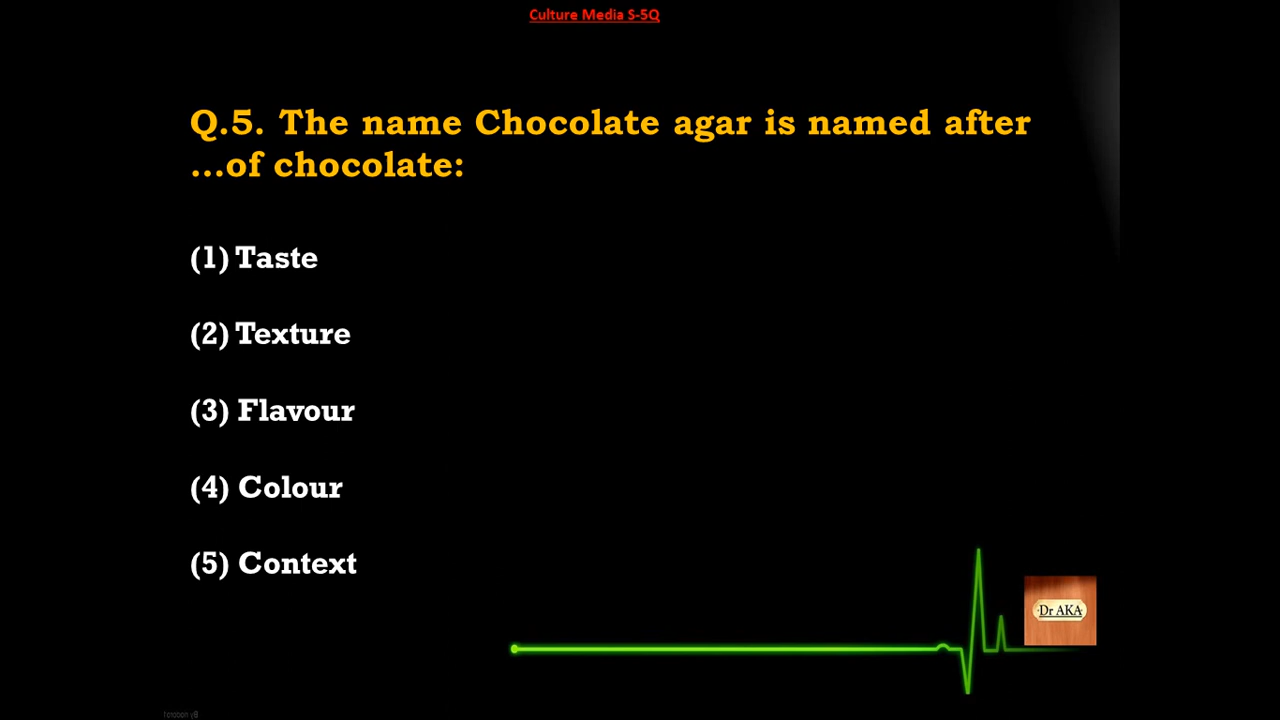 Culture Media S-5Q
Q.5. The name Chocolate agar is named after
...of chocolate:
(1) Taste
(2) Texture
(3) Flavour
(4) Colour
(5) Context
Dr AKA